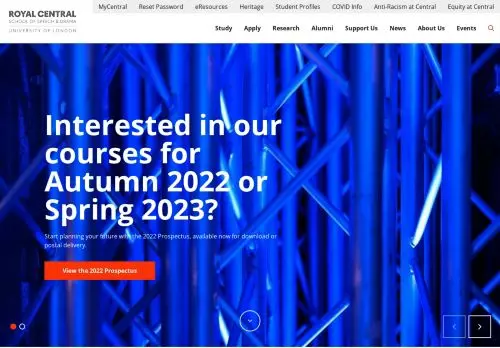 MyCentral Reset Password eResources Heritage Student Profiles COVID Info Anti-Racism at Central Equity at Central
ROYAL CENTRAL
SCHOOL OF SPEECH & DRAMA
UNIVERSITY OF LONDON
Study Apply Research Alumni Support Us News About Us Events
Interested in our
courses for
Autumn 2022 or
Spring 2023?
Start planning your future with the 2022 Prospectus, available now for download or
postal delivery.
View the 2022 Prospectus